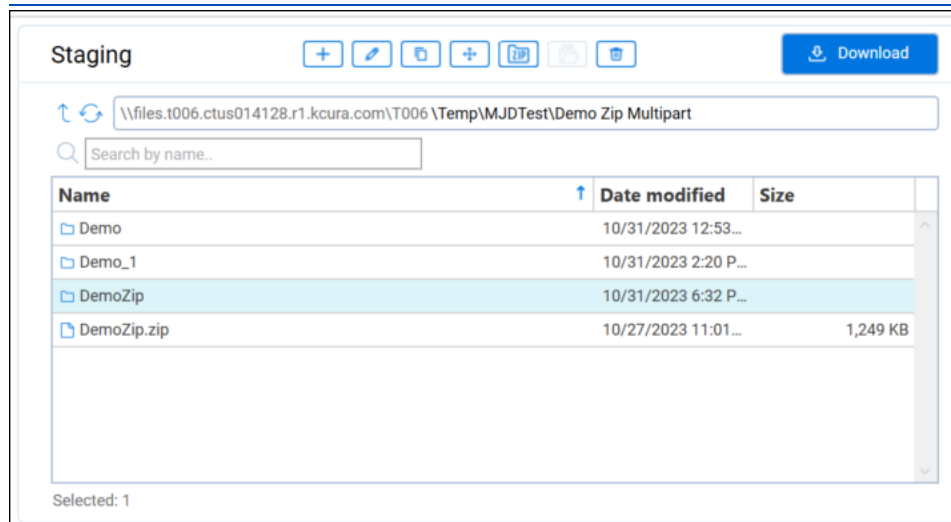 Staging
ZIP
Download
\\files.t006.ctus014128.r1.kcura.com\T006\Temp\MJDTest\Demo Zip Multipart
Search by name..
Name Date modified Size
Demo 10/31/2023 12:53...
Demo_1 10/31/2023 2:20 P...
DemoZip 10/31/2023 6:32 P...
DemoZip.zip 10/27/2023 11:01... 1,249 KB
Selected: 1